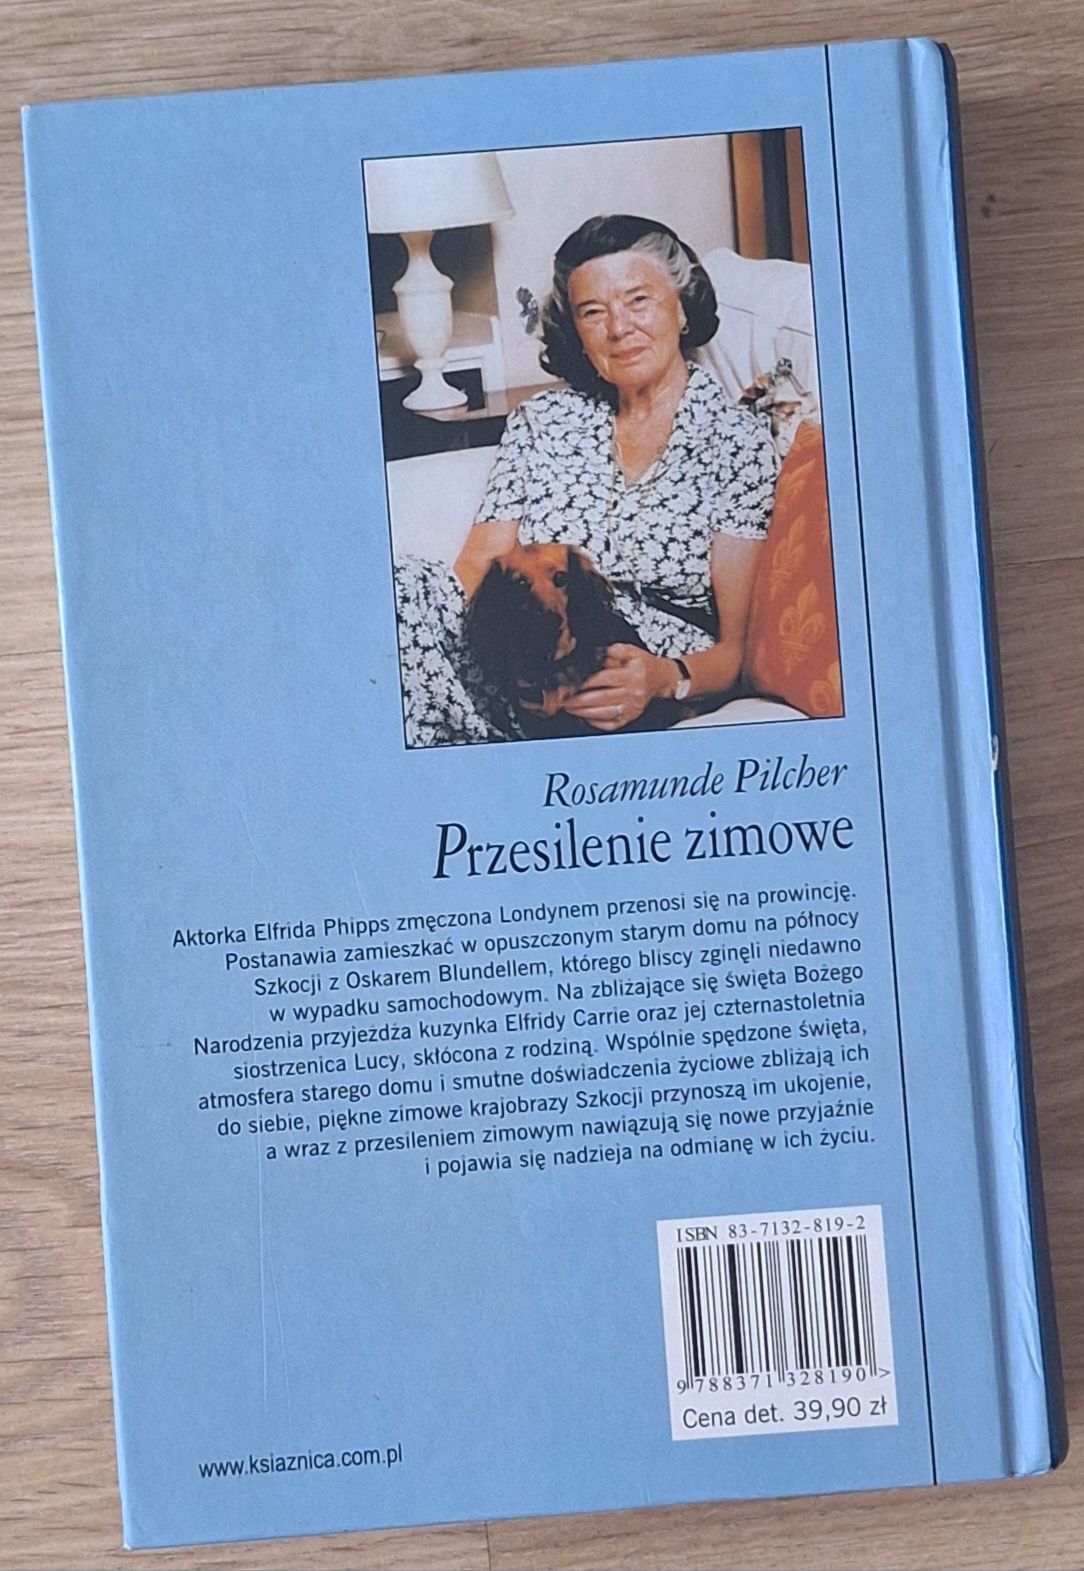 Rosamunde Pilcher
Przesilenie zimowe
Aktorka Elfrida Phipps zmęczona Londynem przenosi się na prowincję.
Postanawia zamieszkać w opuszczonym starym domu na północy
Szkocji z Oskarem Blundellem, którego bliscy zginęli niedawno
w wypadku samochodowym. Na zbliżające się święta Bożego
Narodzenia przyjeżdża kuzynka Elfridy Carrie oraz jej czternastoletnia
siostrzenica Lucy, skłócona z rodziną. Wspólnie spędzone święta,
atmosfera starego domu i smutne doświadczenia życiowe zbliżają ich
do siebie, piękne zimowe krajobrazy Szkocji przynoszą im ukojenie,
a wraz z przesileniem zimowym nawiązują się nowe przyjaźnie
i pojawia się nadzieja na odmianę w ich życiu.
ISBN 83-7132-819-2
9 788371 328190 >
Cena det. 39,90 zł
www.ksiaznica.com.pl